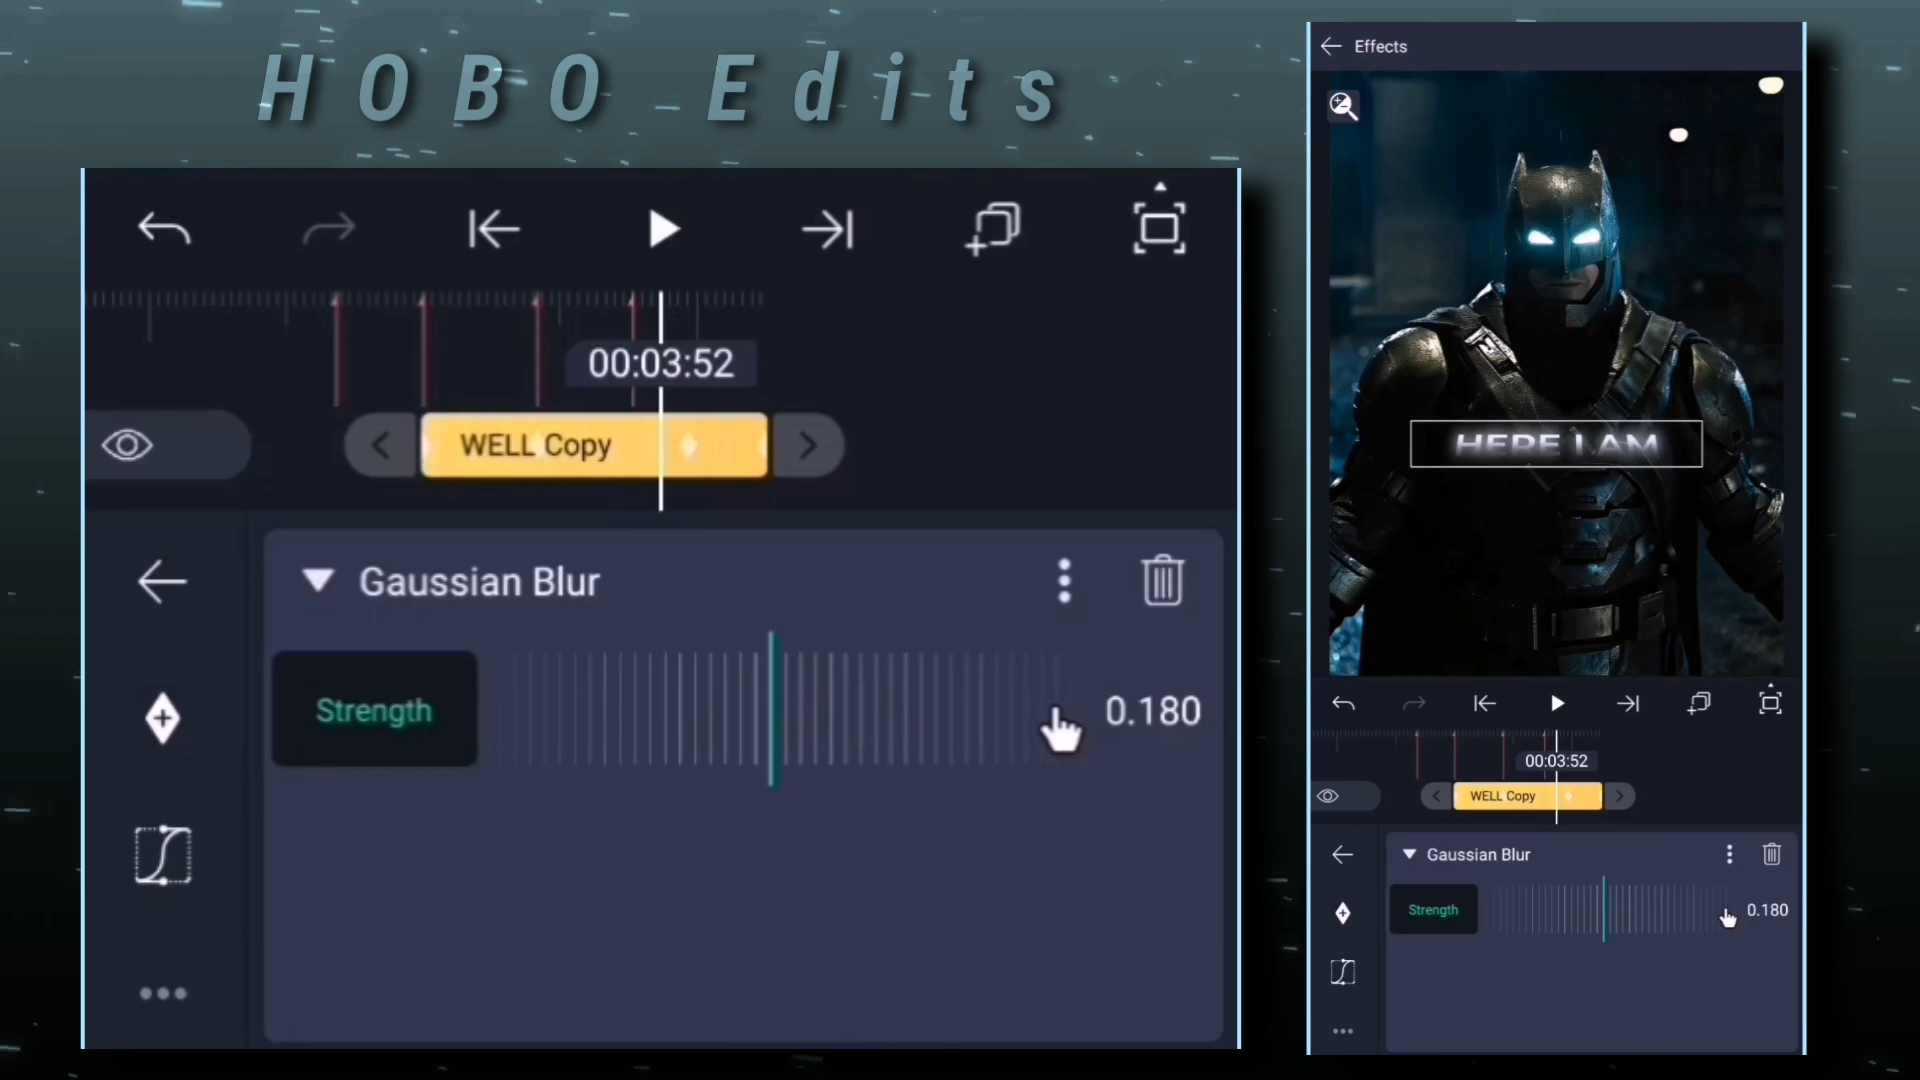 HOBO Edits
00:03:52
WELL Copy
Gaussian Blur
Strength
0.180
Effects
HERE I AM
00:03:52
WELL Copy
Gaussian Blur
Strength
0.180